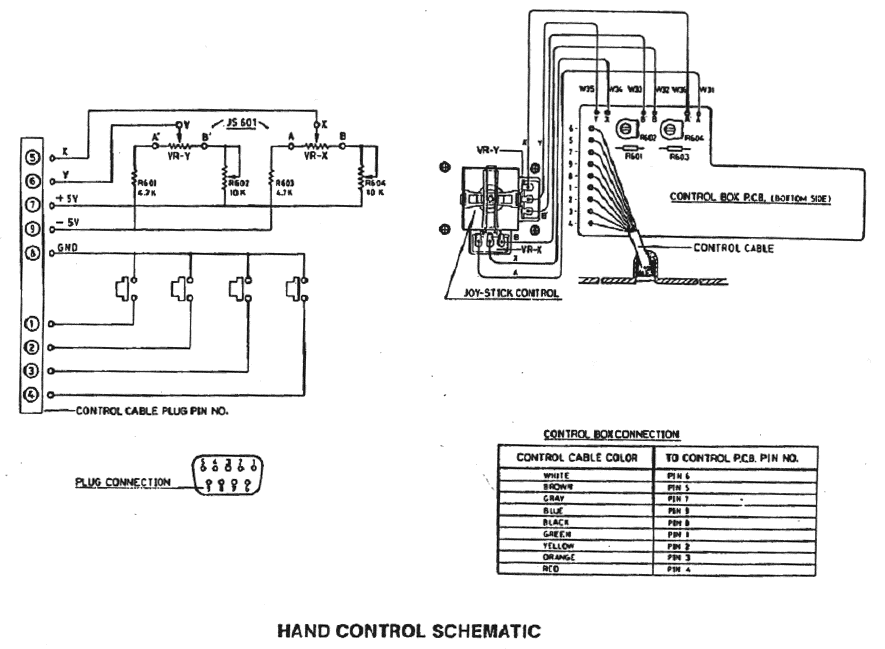 JS 601
X
Y
A'
B'
A
X
B
VR-Y
VR-X
5 X
6 Y
7 + 5V
9 - 5V
8 GND
1
2
3
4
R601
4.7K
R602
10K
R603
4.7K
R604
10K
CONTROL CABLE PLUG PIN NO.
PLUG CONNECTION
5 4 3 2 1
9 8 7 6
W35 W34 W33 W32 W36 W31
Y X B B A A
R602
R604
R601
R603
6
5
7
9
8
1
2
3
4
VR-Y
X
Y
B'
B
VR-X
X
A
CONTROL BOX P.C.B. (BOTTOM SIDE)
CONTROL CABLE
JOY-STICK CONTROL
CONTROL BOX CONNECTION
CONTROL CABLE COLOR TO CONTROL P.C.B. PIN NO.
WHITE PIN 6
BROWN PIN 5
GRAY PIN 7
BLUE PIN 9
BLACK PIN 8
GREEN PIN 1
YELLOW PIN 2
ORANGE PIN 3
RED PIN 4
HAND CONTROL SCHEMATIC